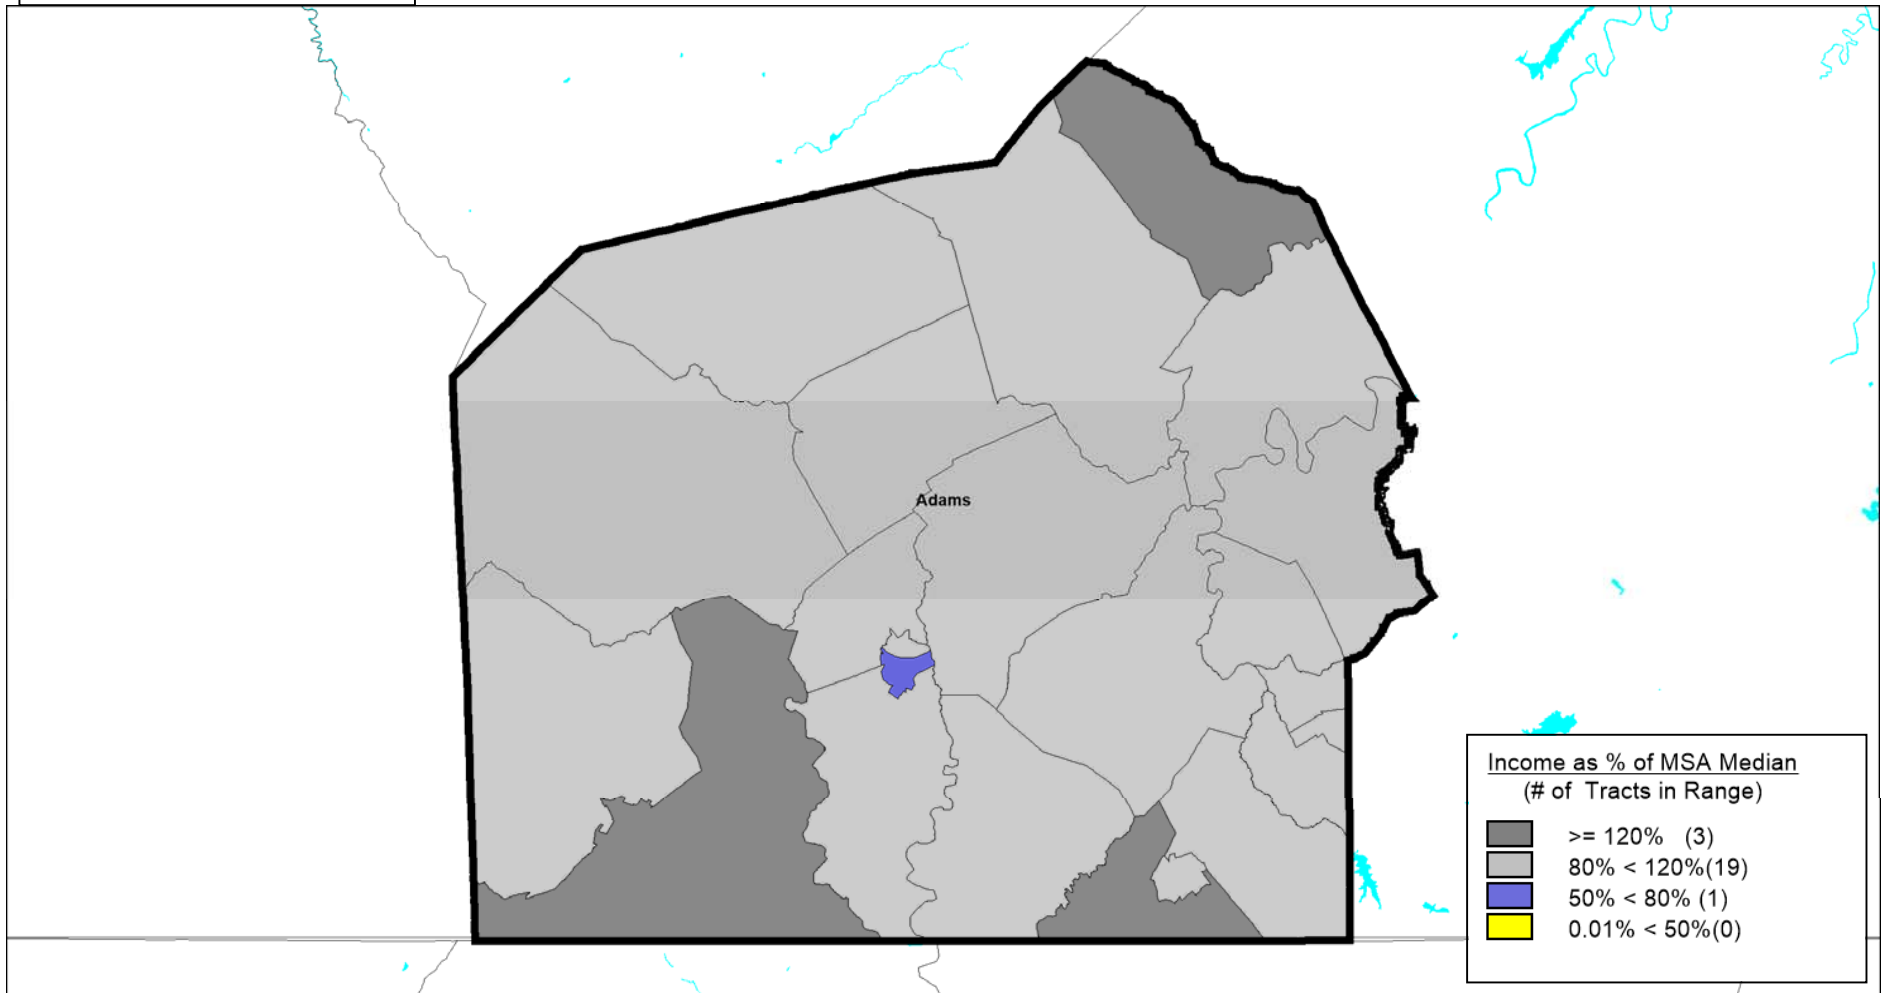 Adams
Income as % of MSA Median
(# of Tracts in Range)
>= 120% (3)
80% < 120%(19)
50% < 80% (1)
0.01% < 50%(0)